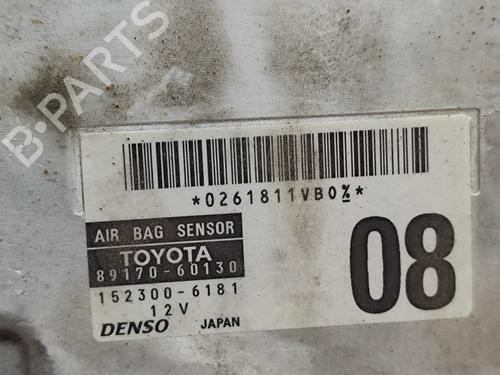 B-PARTS
*0261811VB0%*
AIR BAG SENSOR
TOYOTA
89170-60130
152300-6181
12V
DENSO JAPAN
08